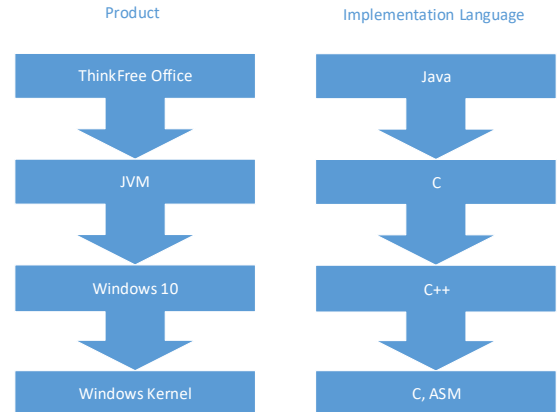 Product
Implementation Language
ThinkFree Office
Java
JVM
C
Windows 10
C++
Windows Kernel
C, ASM